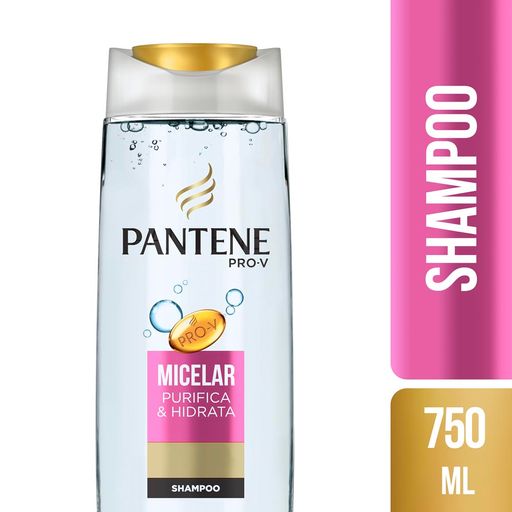 PANTENE
PRO-V
PRO-V
MICELAR
PURIFICA
& HIDRATA
SHAMPOO
SHAMPOO
750
ML